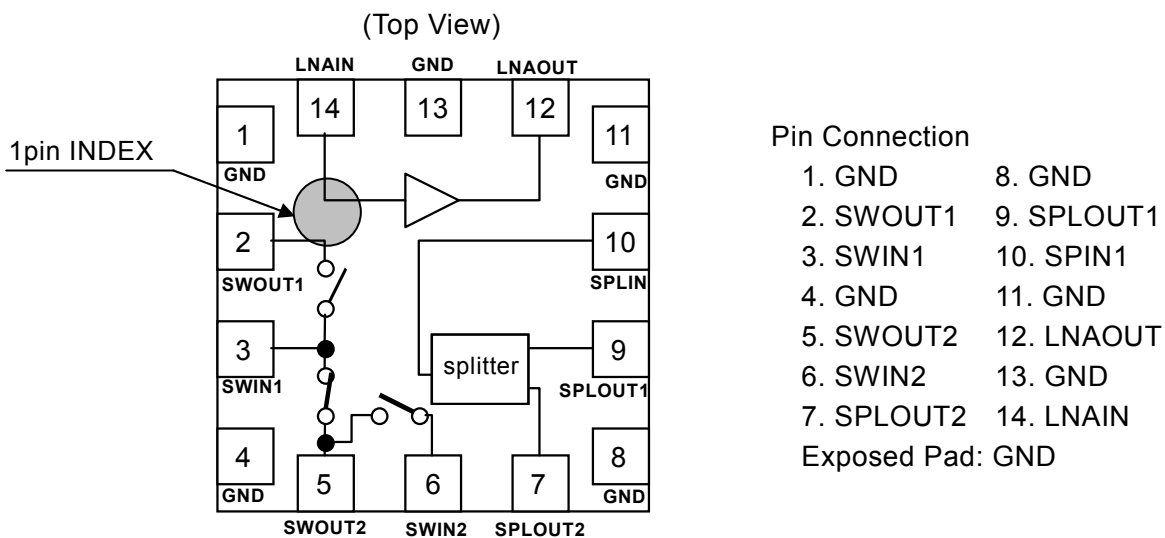 (Top View)
LNAIN GND LNAOUT
14 13 12
1 11
1pin INDEX
GND GND
2 10
SWOUT1 SPLIN
3 splitter 9
SWIN1 SPLOUT1
4 8
GND GND
5 6 7
SWOUT2 SWIN2 SPLOUT2
Pin Connection
1. GND 8. GND
2. SWOUT1 9. SPLOUT1
3. SWIN1 10. SPIN1
4. GND 11. GND
5. SWOUT2 12. LNAOUT
6. SWIN2 13. GND
7. SPLOUT2 14. LNAIN
Exposed Pad: GND